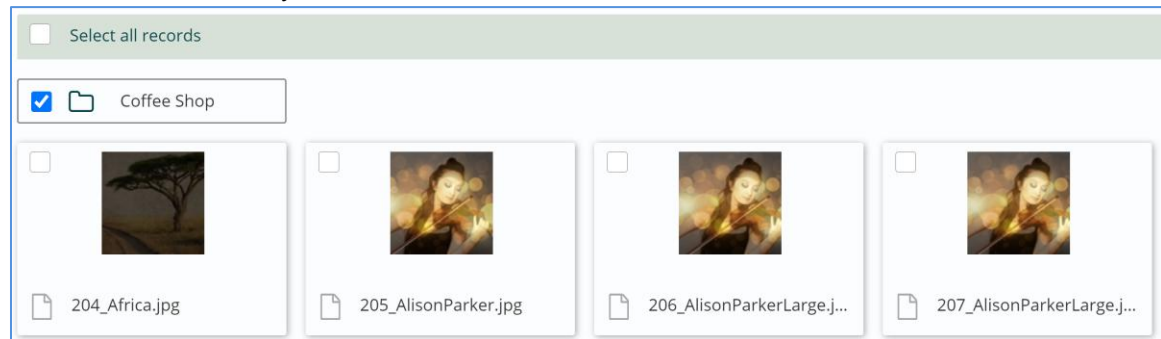 Select all records
Coffee Shop
204_Africa.jpg
205_AlisonParker.jpg
206_AlisonParkerLarge.j...
207_AlisonParkerLarge.j...